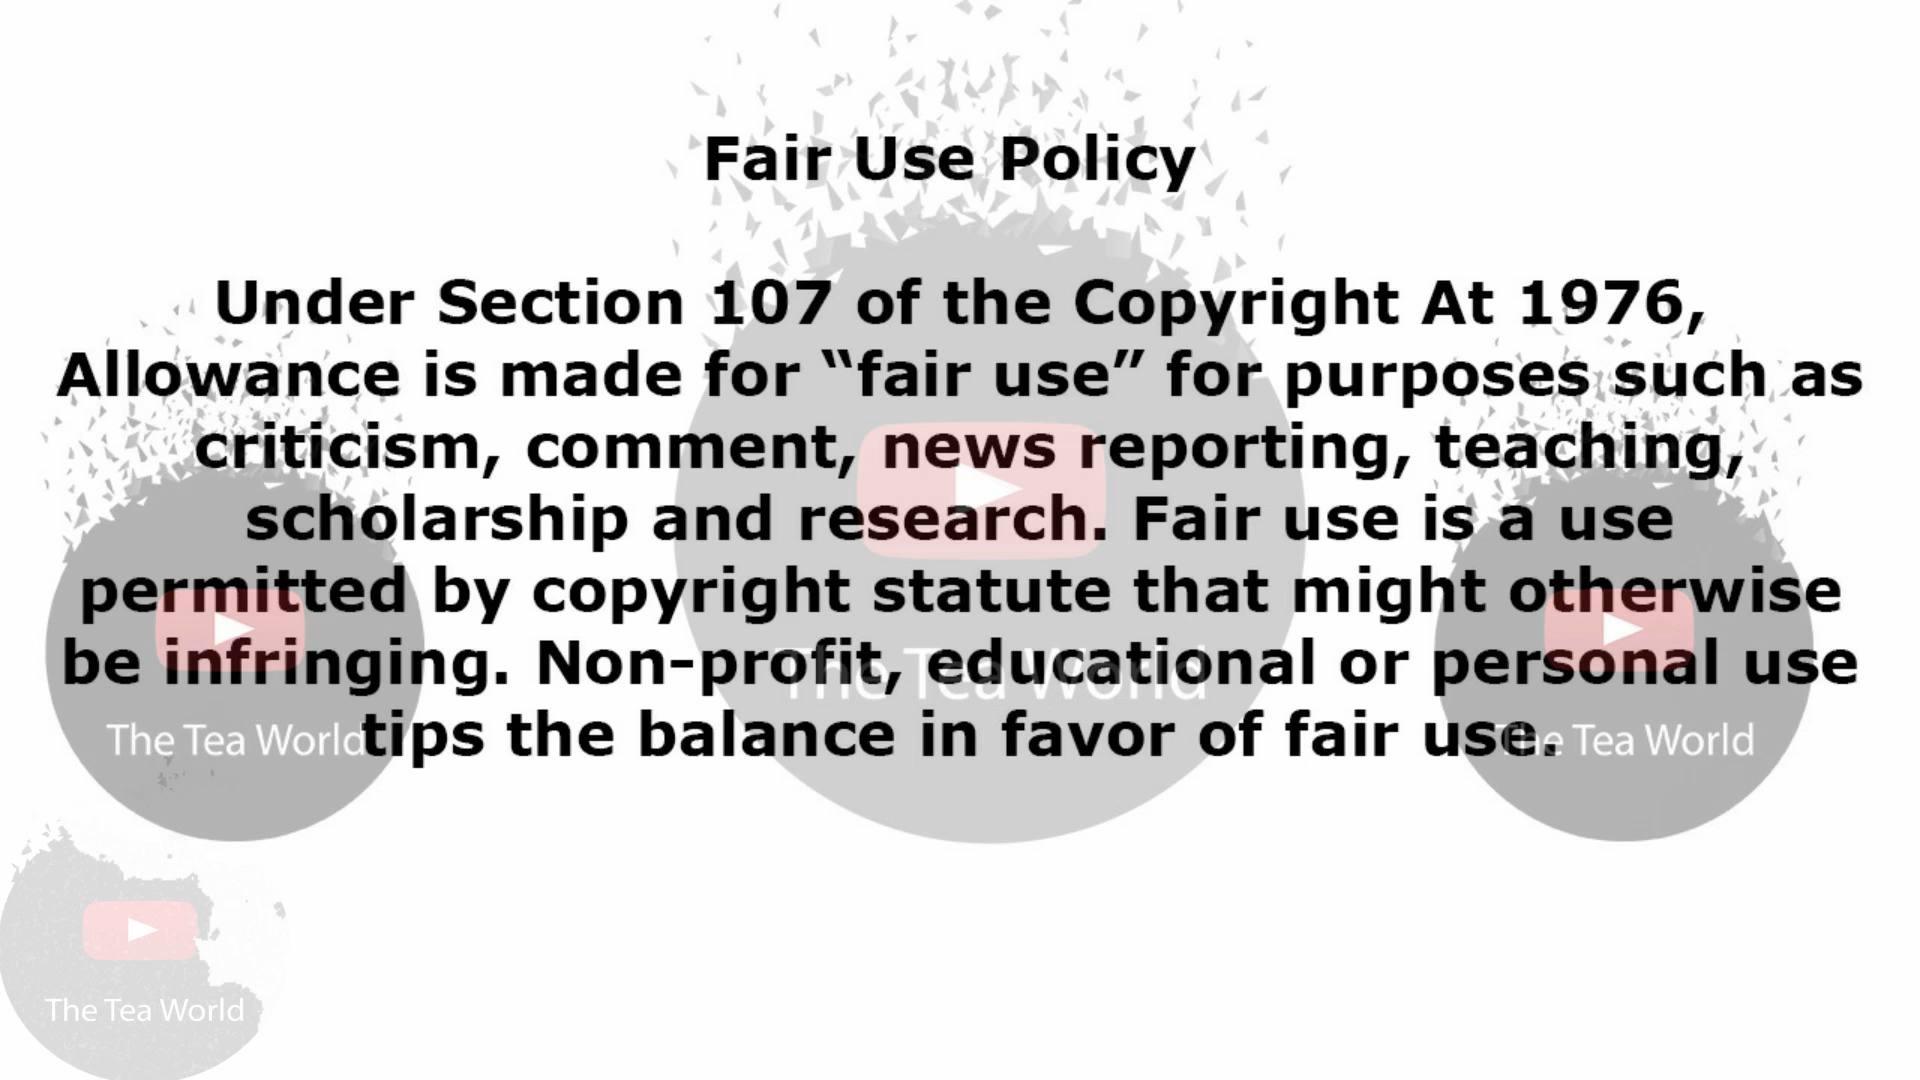 Fair Use Policy
Under Section 107 of the Copyright At 1976,
Allowance is made for “fair use” for purposes such as
criticism, comment, news reporting, teaching,
scholarship and research. Fair use is a use
permitted by copyright statute that might otherwise
be infringing. Non-profit, educational or personal use
tips the balance in favor of fair use.
The Tea World
The Tea World
The Tea World
The Tea World